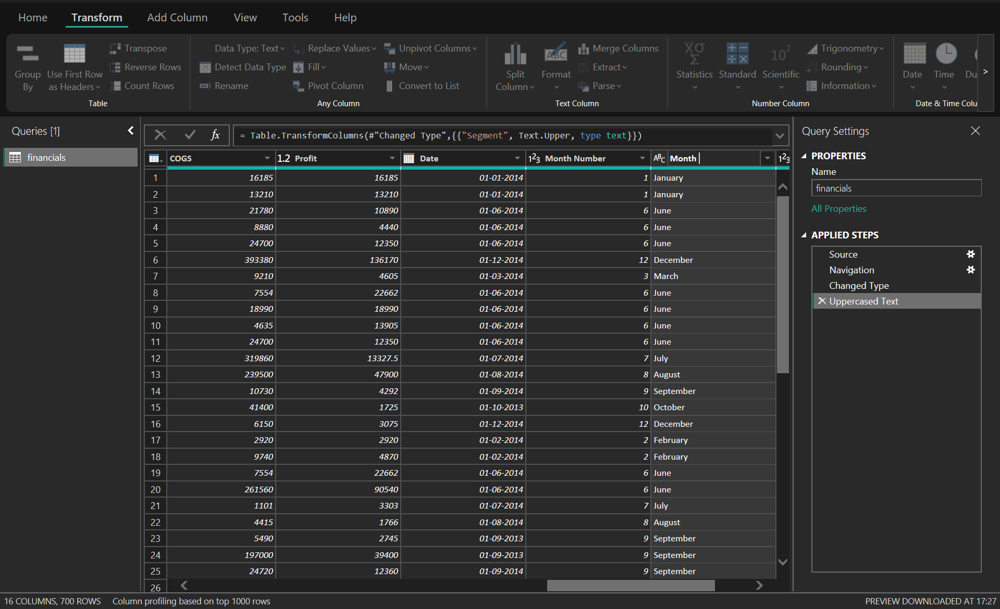 Home Transform Add Column View Tools Help
Group By
Use First Row as Headers
Transpose
Reverse Rows
Count Rows
Table
Data Type: Text
Detect Data Type
Rename
Replace Values
Fill
Pivot Column
Unpivot Columns
Move
Convert to List
Any Column
Split Column
Format
Merge Columns
Extract
Parse
Text Column
Statistics
Standard
Scientific
Trigonometry
Rounding
Information
Number Column
Date
Time
Du
Date & Time Colu
Queries [1]
financials
fx
= Table.TransformColumns(#"Changed Type",{{"Segment", Text.Upper, type text}})
COGS 1.2 Profit Date 123 Month Number ABC Month 123
1 16185 16185 01-01-2014 1 January
2 13210 13210 01-01-2014 1 January
3 21780 10890 01-06-2014 6 June
4 8880 4440 01-06-2014 6 June
5 24700 12350 01-06-2014 6 June
6 393380 136170 01-12-2014 12 December
7 9210 4605 01-03-2014 3 March
8 7554 22662 01-06-2014 6 June
9 18990 18990 01-06-2014 6 June
10 4635 13905 01-06-2014 6 June
11 24700 12350 01-06-2014 6 June
12 319860 13327.5 01-07-2014 7 July
13 239500 47900 01-08-2014 8 August
14 10730 4292 01-09-2014 9 September
15 41400 1725 01-10-2013 10 October
16 6150 3075 01-12-2014 12 December
17 2920 2920 01-02-2014 2 February
18 9740 4870 01-02-2014 2 February
19 7554 22662 01-06-2014 6 June
20 261560 90540 01-06-2014 6 June
21 1101 3303 01-07-2014 7 July
22 4415 1766 01-08-2014 8 August
23 5490 2745 01-09-2013 9 September
24 197000 39400 01-09-2013 9 September
25 24720 12360 01-09-2014 9 September
26
Query Settings
PROPERTIES
Name
financials
All Properties
APPLIED STEPS
Source
Navigation
Changed Type
Uppercased Text
16 COLUMNS, 700 ROWS Column profiling based on top 1000 rows
PREVIEW DOWNLOADED AT 17:27